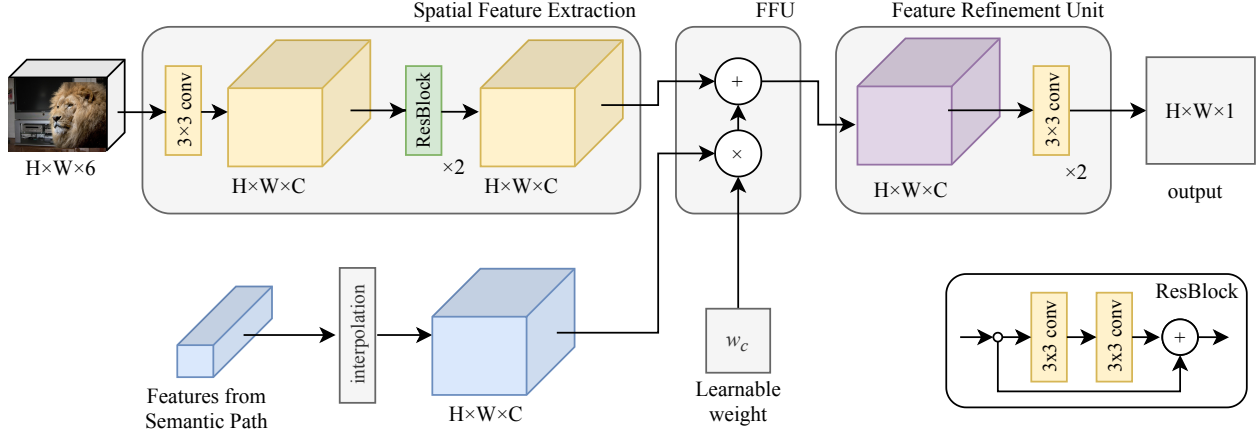 Spatial Feature Extraction
FFU
Feature Refinement Unit
H×W×6
3×3 conv
H×W×C
ResBlock
×2
H×W×C
+
×
H×W×C
3×3 conv
×2
H×W×1
output
Features from
Semantic Path
interpolation
H×W×C
w_c
Learnable
weight
ResBlock
3x3 conv
3x3 conv
+